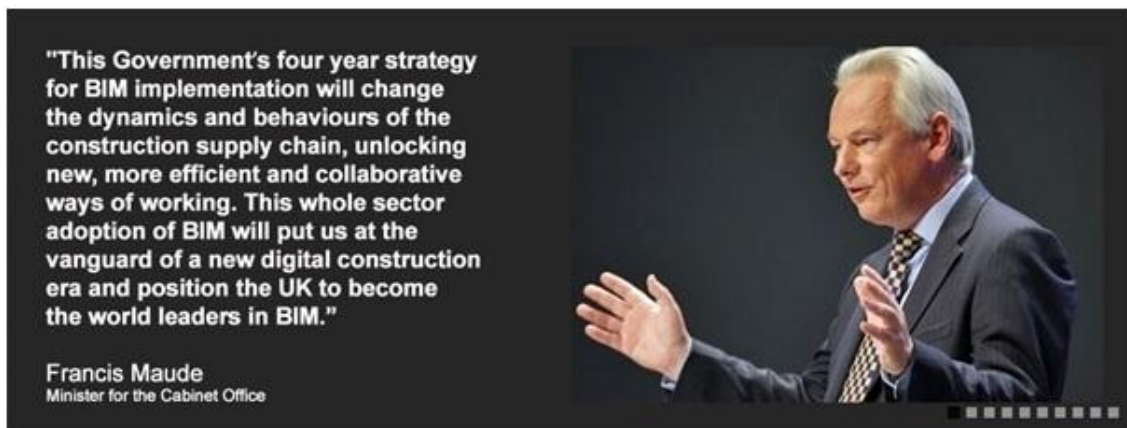 "This Government's four year strategy
for BIM implementation will change
the dynamics and behaviours of the
construction supply chain, unlocking
new, more efficient and collaborative
ways of working. This whole sector
adoption of BIM will put us at the
vanguard of a new digital construction
era and position the UK to become
the world leaders in BIM.”
Francis Maude
Minister for the Cabinet Office